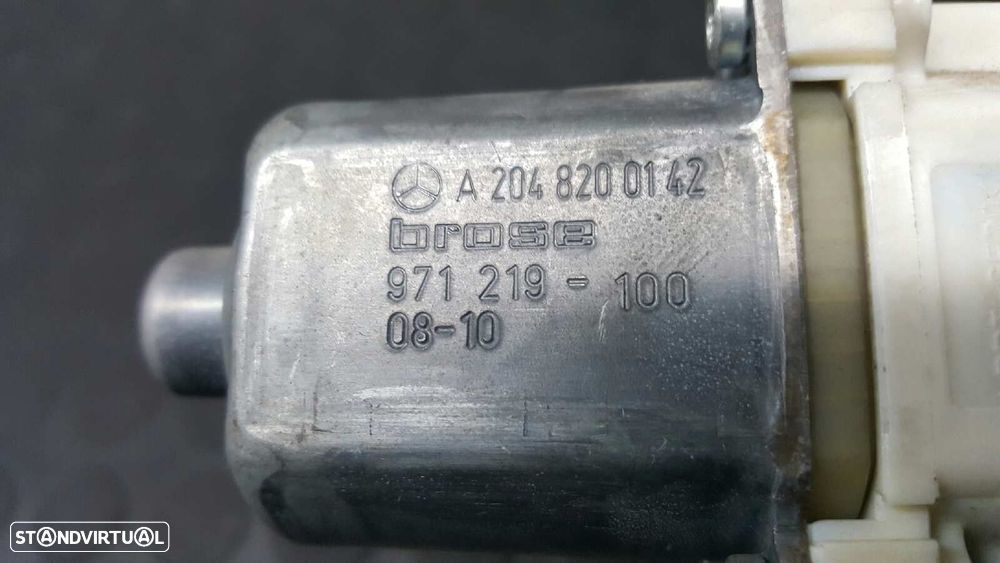 A 204 820 01 42
brose
971 219 - 100
08-10
STANDVIRTUAL